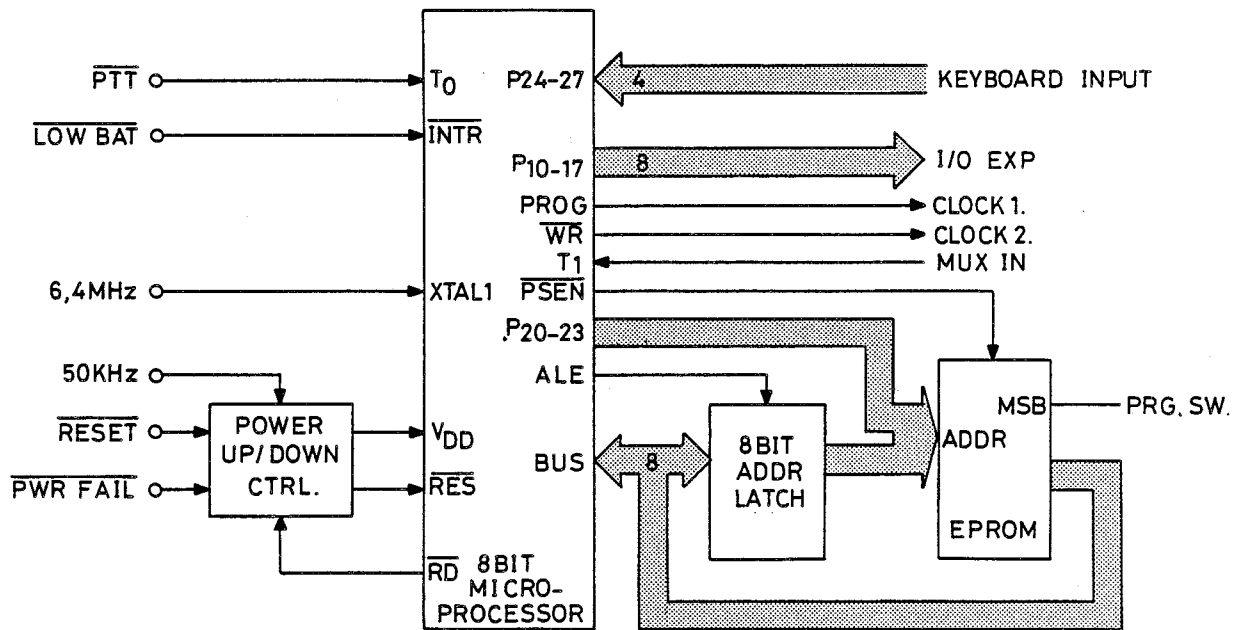 PTT
LOW BAT
6,4MHz
50KHz
RESET
PWR FAIL
POWER
UP/DOWN
CTRL.
T0
INTR
XTAL1
VDD
RES
RD
8BIT
MICRO-
PROCESSOR
P24-27
P10-17
PROG
WR
T1
PSEN
P20-23
ALE
BUS
4
KEYBOARD INPUT
8
I/O EXP
CLOCK 1.
CLOCK 2.
MUX IN
8
8BIT
ADDR
LATCH
MSB
ADDR
EPROM
PRG. SW.